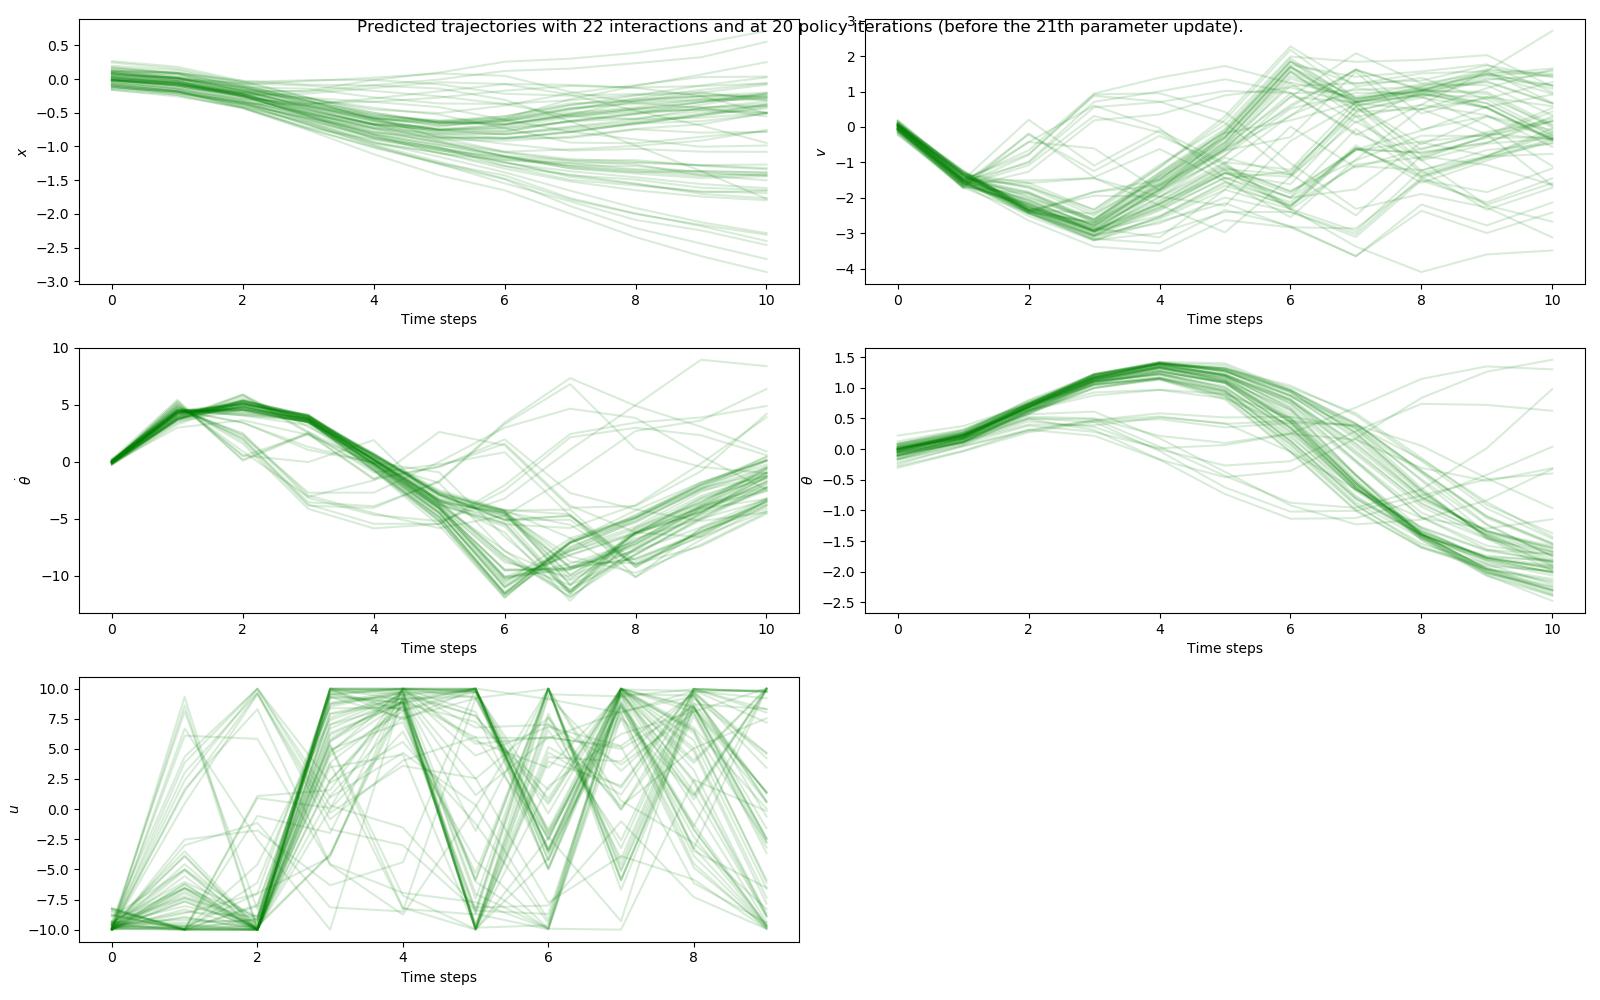 Predicted trajectories with 22 interactions and at 20 policy iterations (before the 21th parameter update).
0.5
0.0
−0.5
−1.0
−1.5
−2.0
−2.5
−3.0
x
0 2 4 6 8 10
Time steps
3
2
1
0
−1
−2
−3
−4
v
0 2 4 6 8 10
Time steps
10
5
0
−5
−10
θ̇
0 2 4 6 8 10
Time steps
1.5
1.0
0.5
0.0
−0.5
−1.0
−1.5
−2.0
−2.5
θ
0 2 4 6 8 10
Time steps
10.0
7.5
5.0
2.5
0.0
−2.5
−5.0
−7.5
−10.0
u
0 2 4 6 8
Time steps